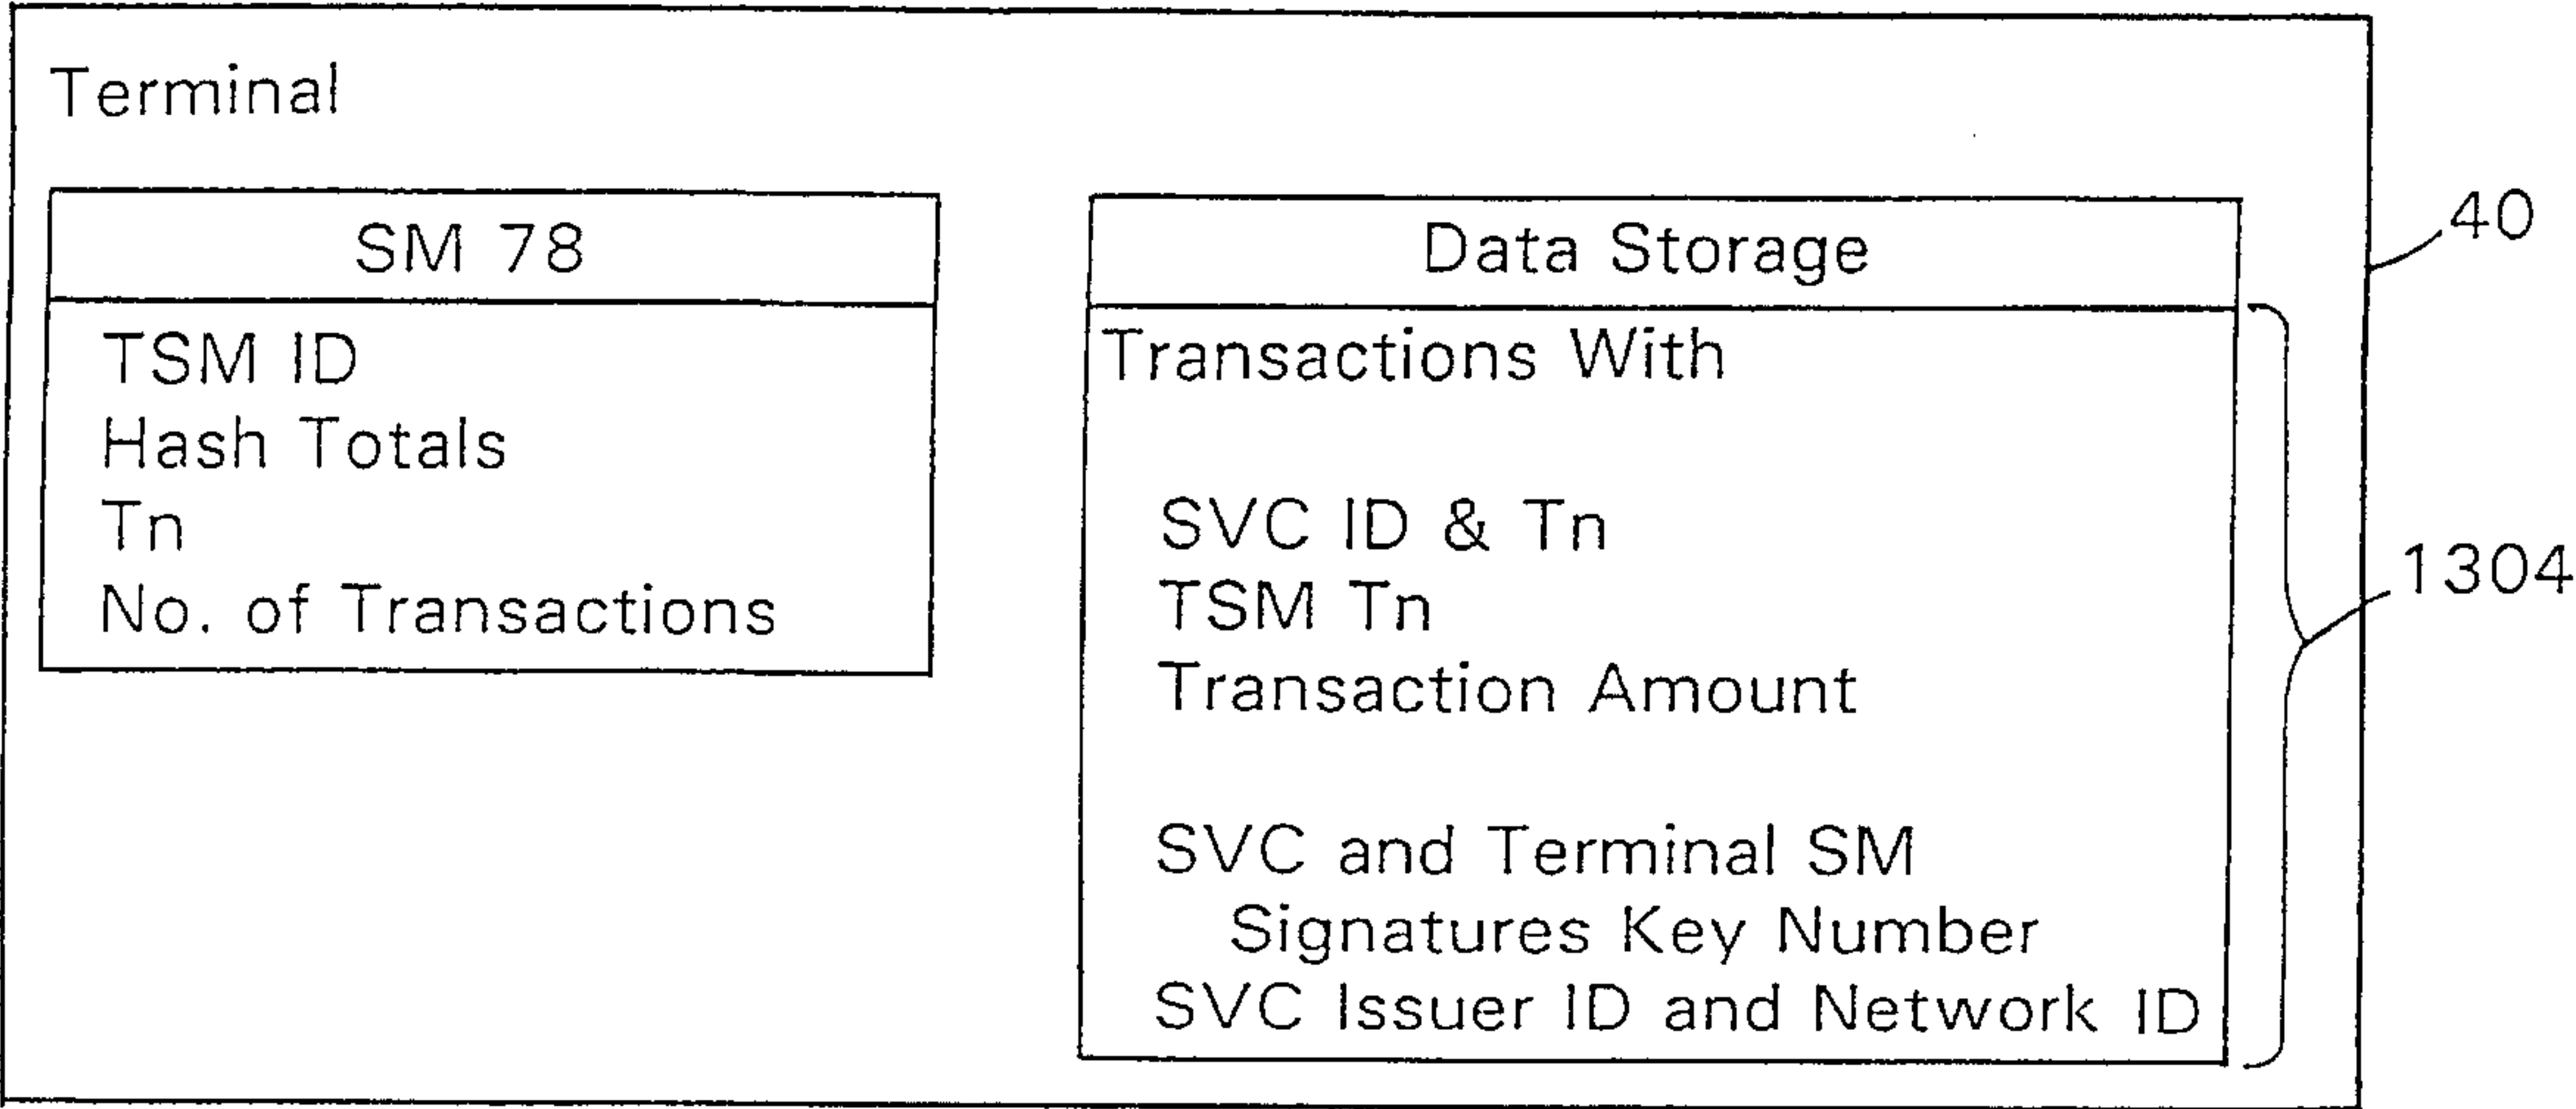 Terminal
SM 78
TSM ID
Hash Totals
Tn
No. of Transactions
Data Storage
Transactions With
SVC ID & Tn
TSM Tn
Transaction Amount
SVC and Terminal SM
Signatures Key Number
SVC Issuer ID and Network ID
40
1304